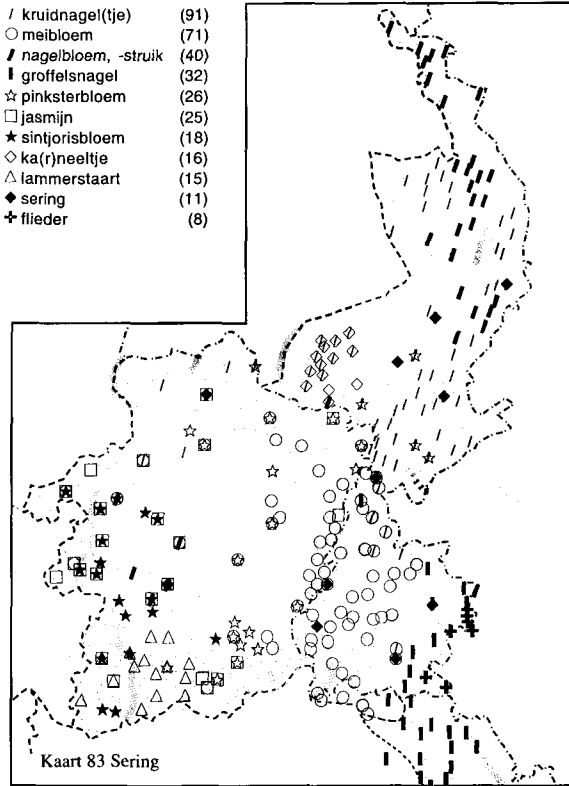 kruidnagel(tje) (91)
meibloem (71)
nagelbloem, -struik (40)
groffelsnagel (32)
pinksterbloem (26)
jasmijn (25)
sintjorisbloem (18)
ka(r)neeltje (16)
lammerstaart (15)
sering (11)
flieder (8)
Kaart 83 Sering